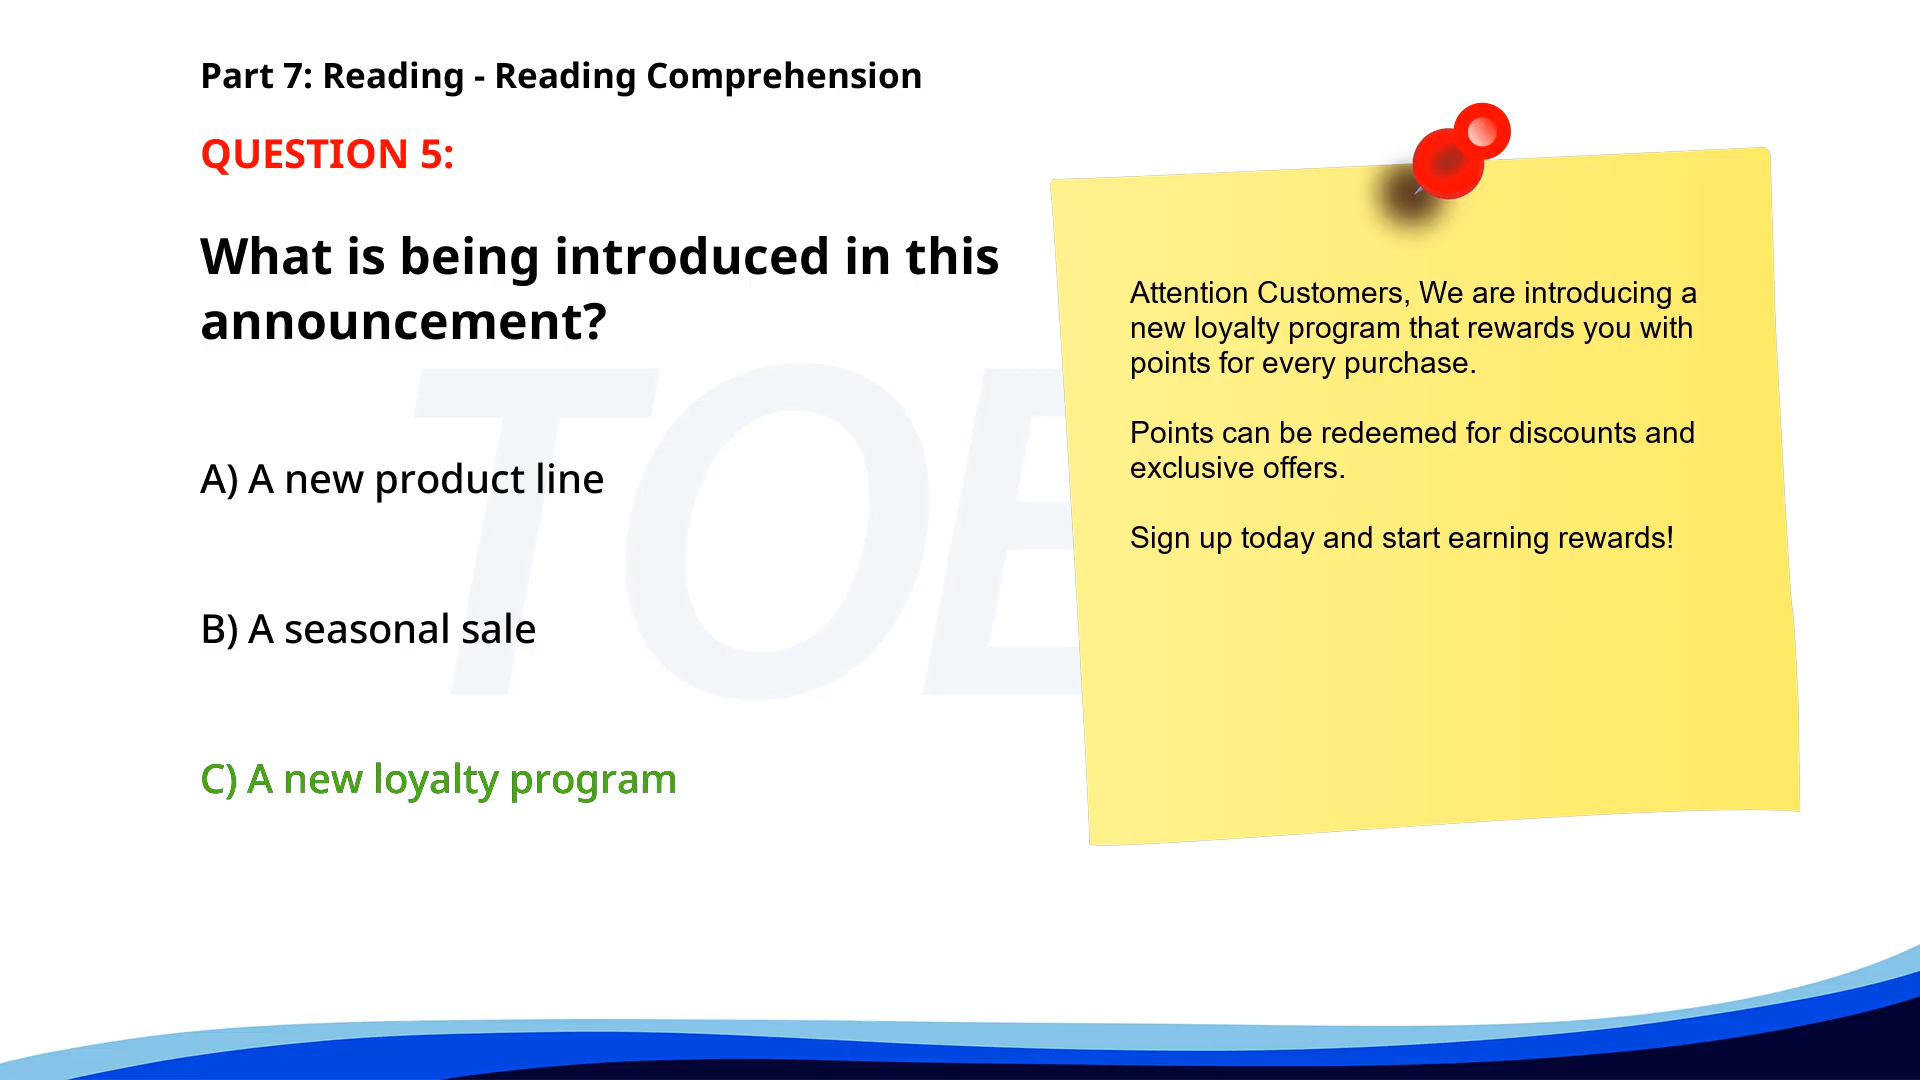 Part 7: Reading - Reading Comprehension
QUESTION 5:
What is being introduced in this
announcement?
A) A new product line
B) A seasonal sale
C) A new loyalty program
Attention Customers, We are introducing a
new loyalty program that rewards you with
points for every purchase.
Points can be redeemed for discounts and
exclusive offers.
Sign up today and start earning rewards!